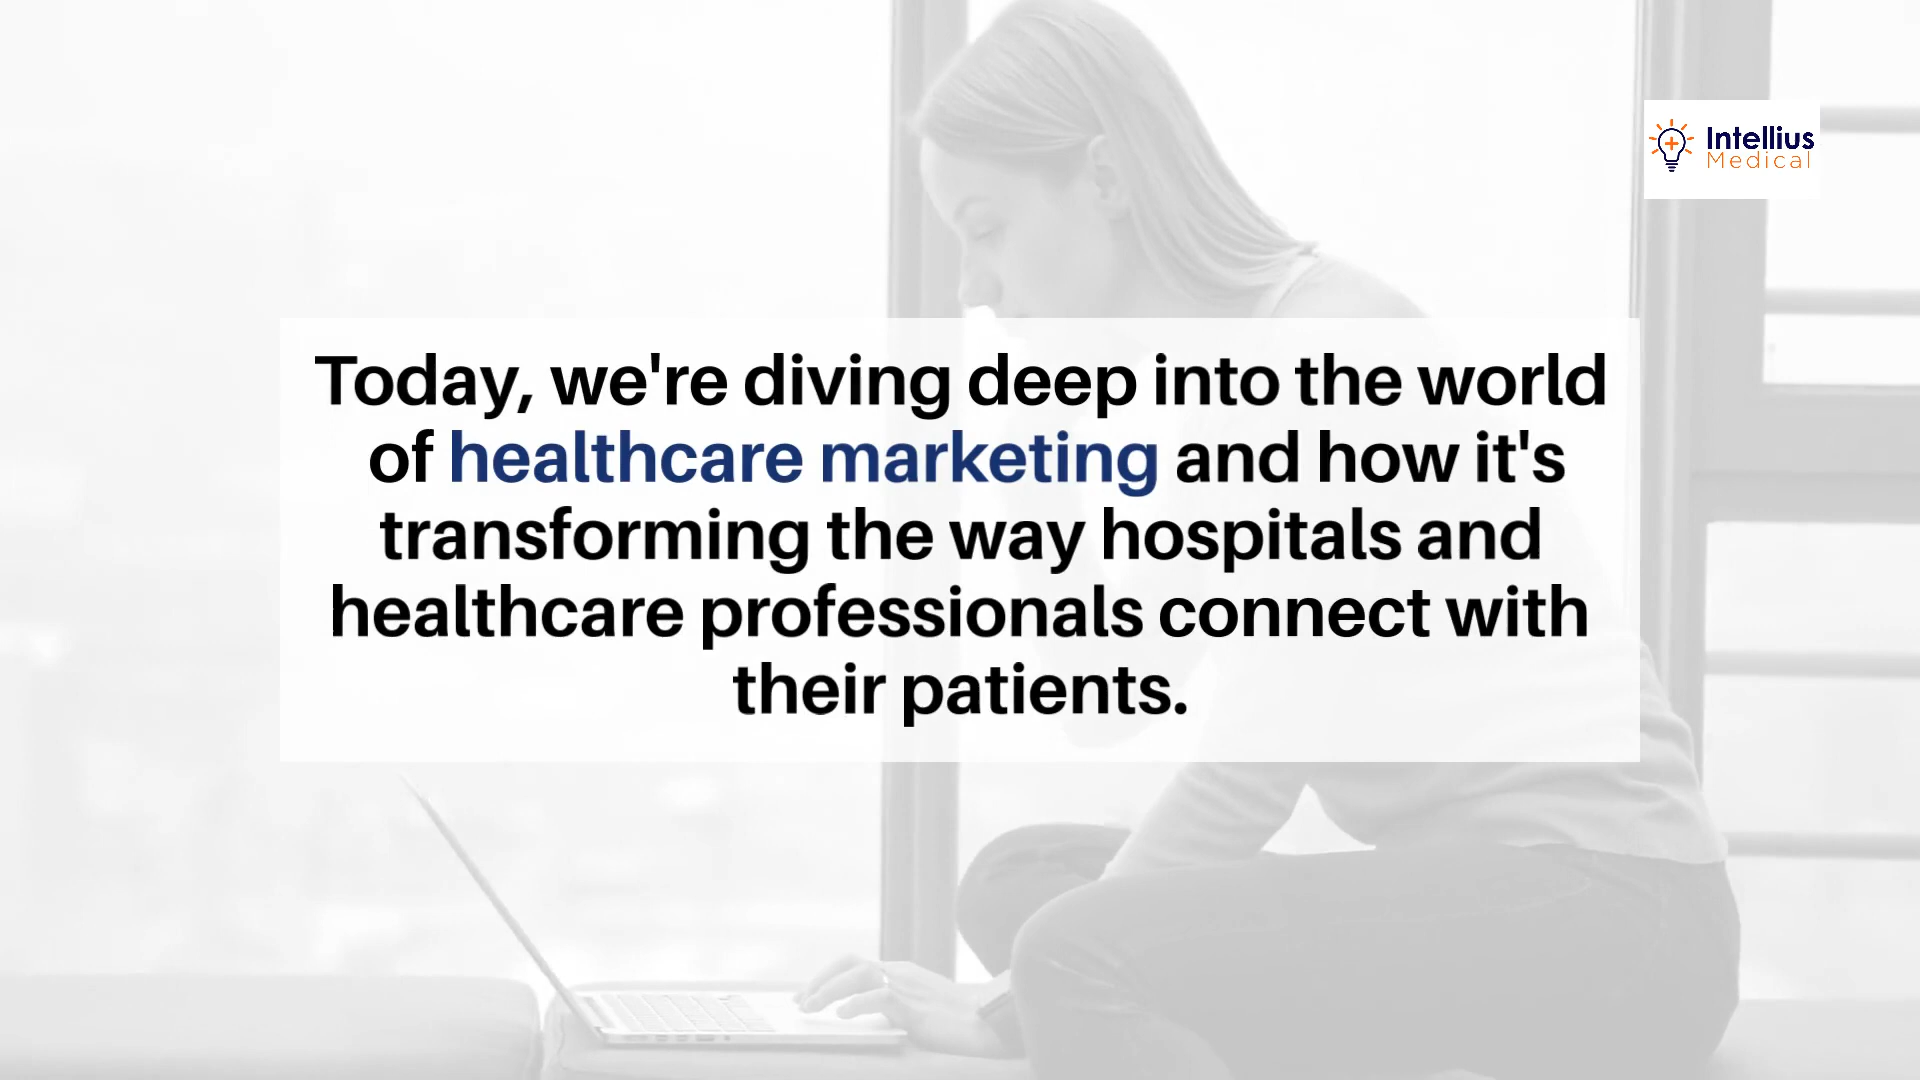 Intellius
Medical
Today, we're diving deep into the world
of healthcare marketing and how it's
transforming the way hospitals and
healthcare professionals connect with
their patients.